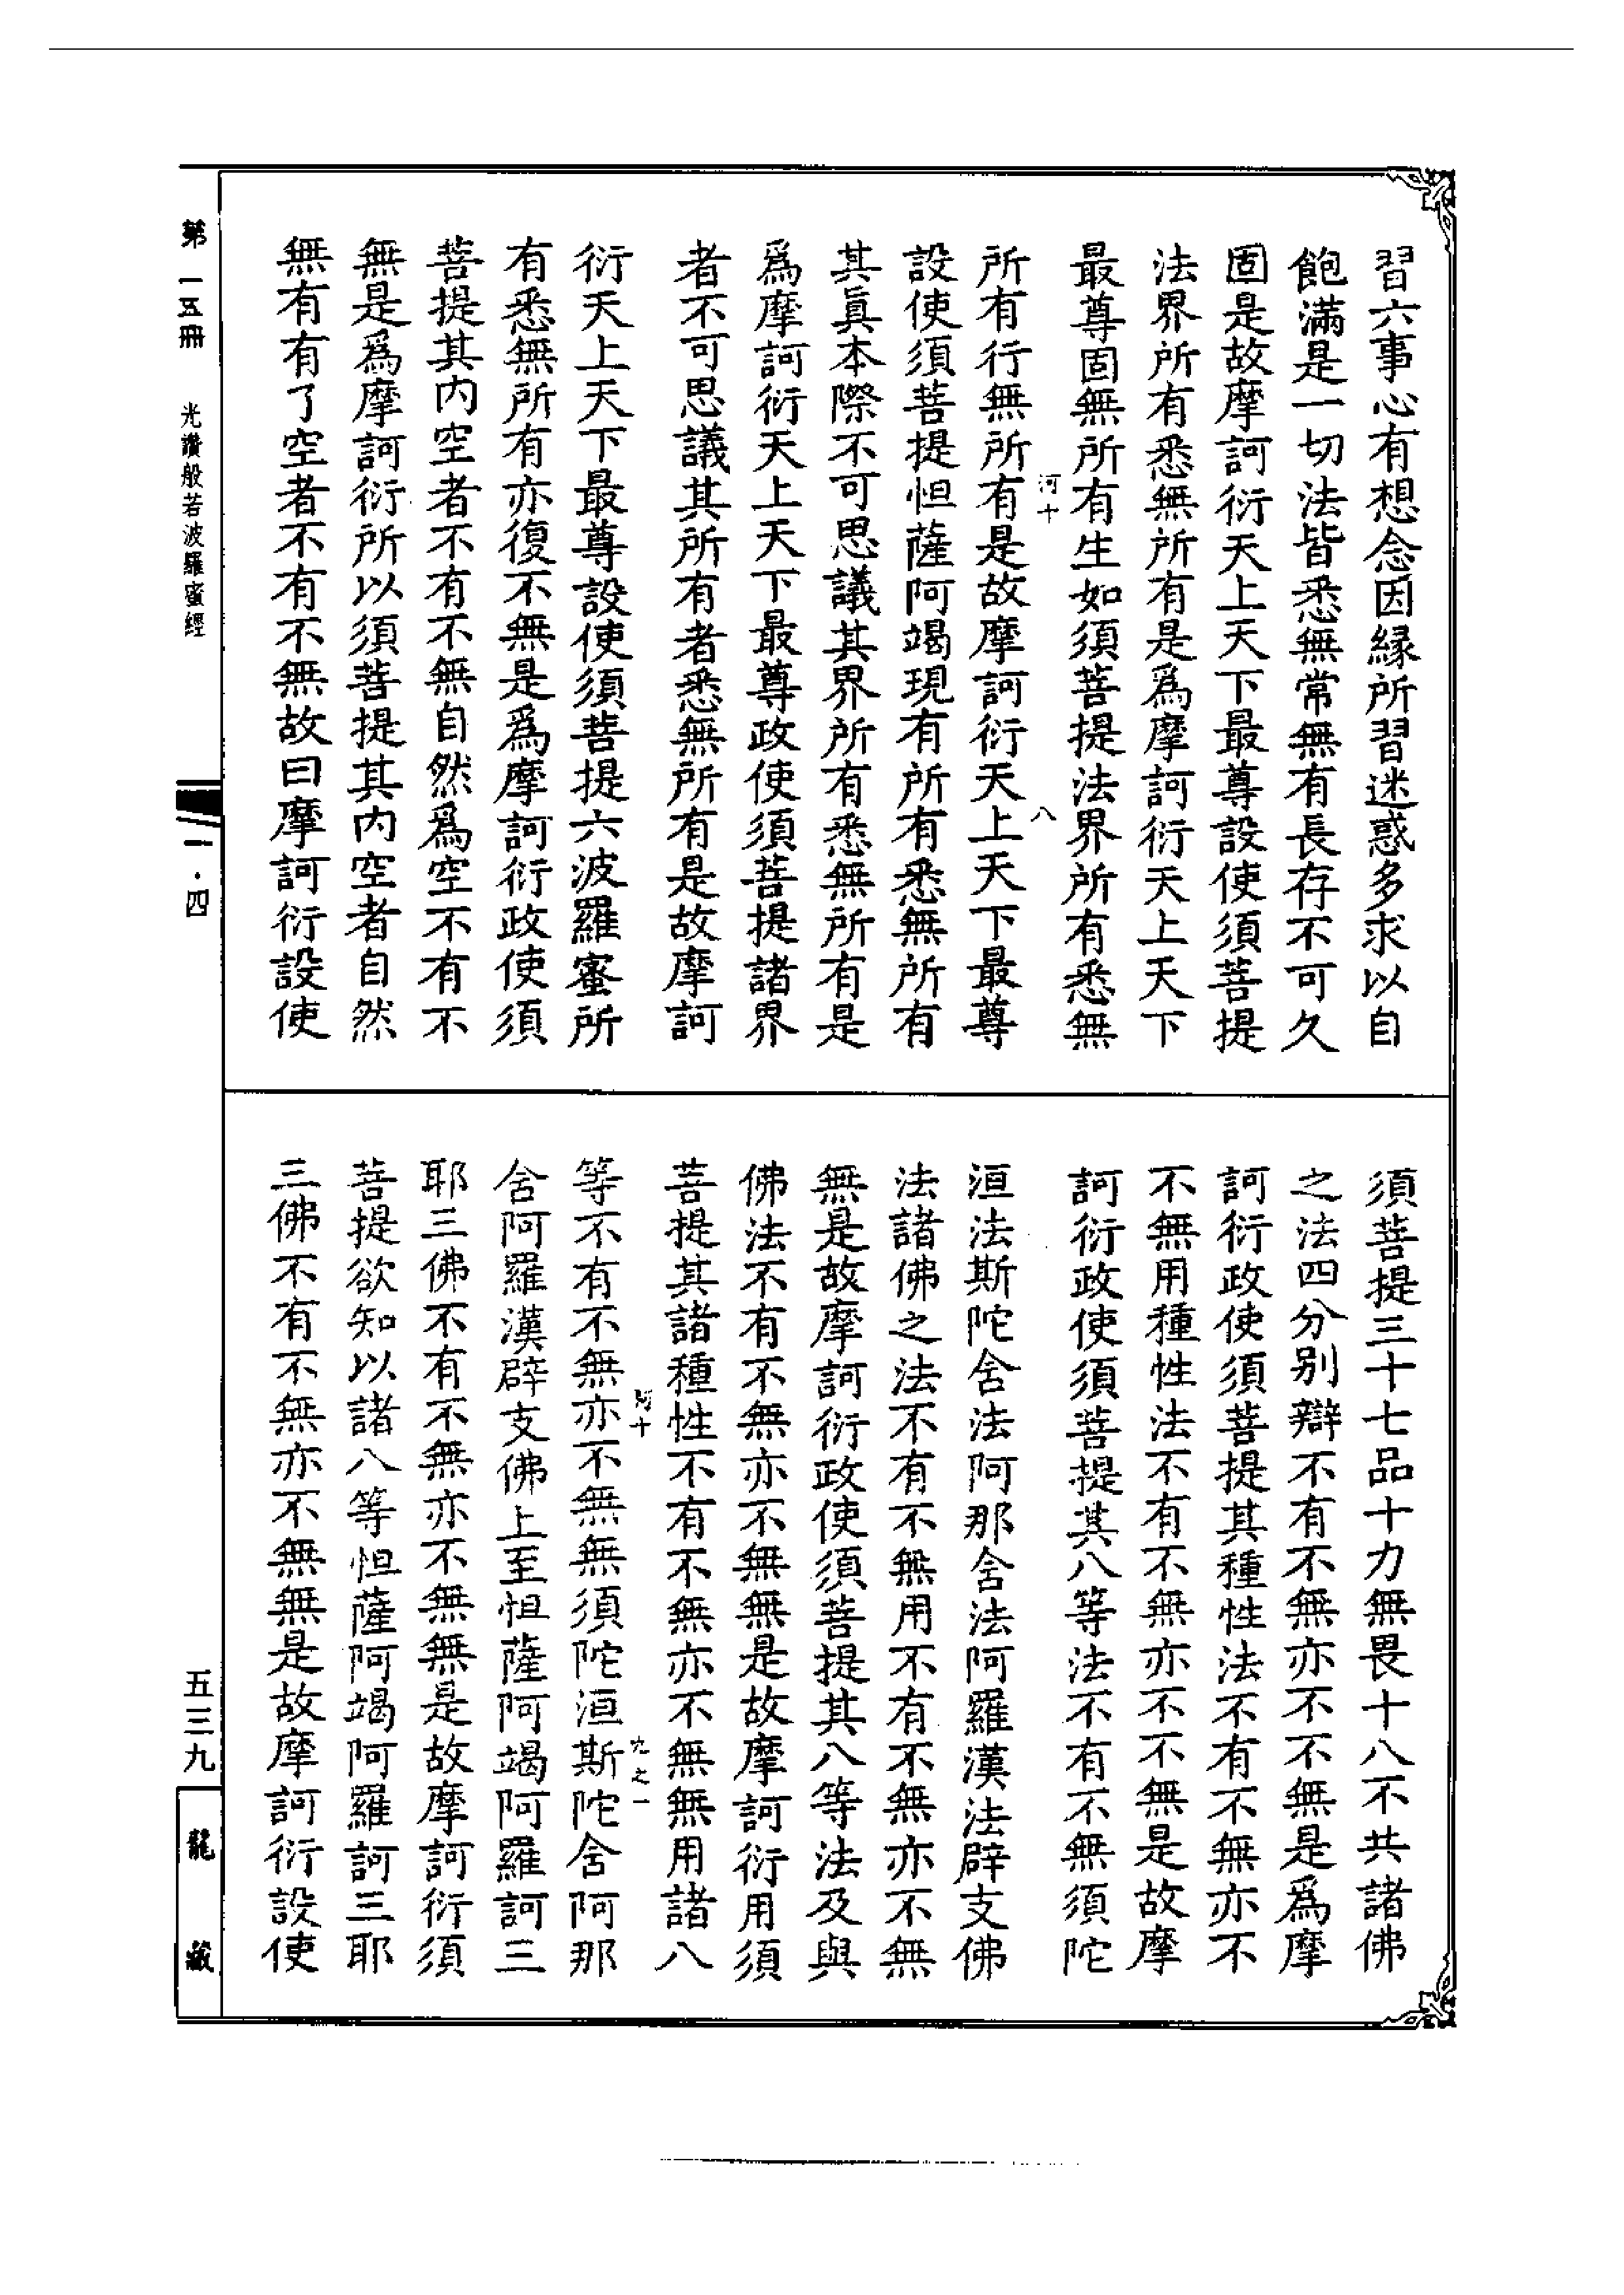 習六事心有想念因縁所習迷惑多求以自
飽滿是一切法皆悉無常無有長存不可久
固是故摩訶衍天上天下最尊設使須菩提
法界所有悉無所有是爲摩訶衍天上天下
最尊固無所有生如須菩提法界所有悉無
河十 八
所有行無所有是故摩訶衍天上天下最尊
設使須菩提怛薩阿竭現有所有悉無所有
其眞本際不可思議其界所有悉無所有是
爲摩訶衍天上天下最尊政使須菩提諸界
者不可思議其所有者悉無所有是故摩訶
衍天上天下最尊設使須菩提六波羅蜜所
有悉無所有亦復不無是爲摩訶衍政使須
菩提其内空者不有不無自然爲空不有不
無是爲摩訶衍所以須菩提其内空者自然
無有有了空者不有不無故曰摩訶衍設使
須菩提三十七品十力無畏十八不共諸佛
之法四分别辯不有不無亦不不無是爲摩
訶衍政使須菩提其種性法不有不無亦不
不無用種性法不有不無亦不不無是故摩
訶衍政使須菩提其八等法不有不無須陀
洹法斯陀含法阿那含法阿羅漢法辟支佛
法諸佛之法不有不無用不有不無亦不無
無是故摩訶衍政使須菩提其八等法及與
佛法不有不無亦不無無是故摩訶衍用須
菩提其諸種性不有不無亦不無無用諸八
河十 九之一
等不有不無亦不無無須陀洹斯陀含阿那
含阿羅漢辟支佛上至怛薩阿竭阿羅訶三
耶三佛不有不無亦不無無是故摩訶衍須
菩提欲知以諸八等怛薩阿竭阿羅訶三耶
三佛不有不無亦不無無是故摩訶衍設使
第一五冊 光讚般若波羅蜜經
一·四
五三九
龍藏